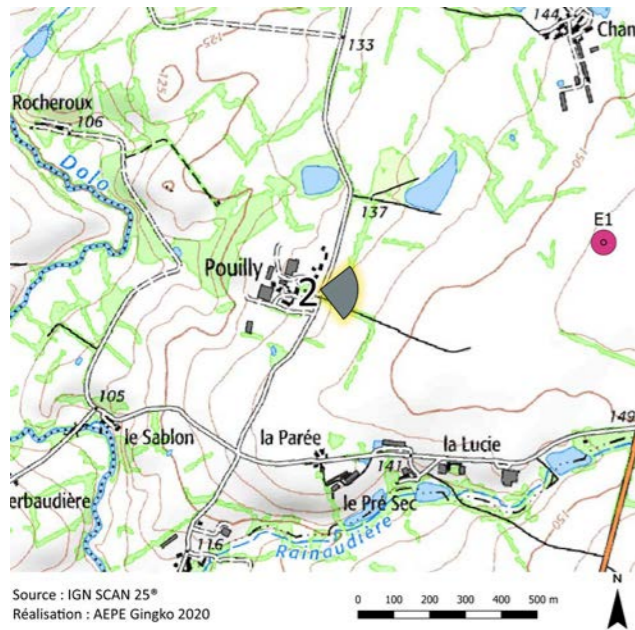 144
Chan
125
133
125
Rocheroux
106
Dolo
150
137
E1
Pouilly
2
105
149
le Sablon
la Parée
la Lucie
141
erbaudière
le Pré Sec
116
Rainaudière
150
Source : IGN SCAN 25®
Réalisation : AEPE Gingko 2020
0 100 200 300 400 500 m
N